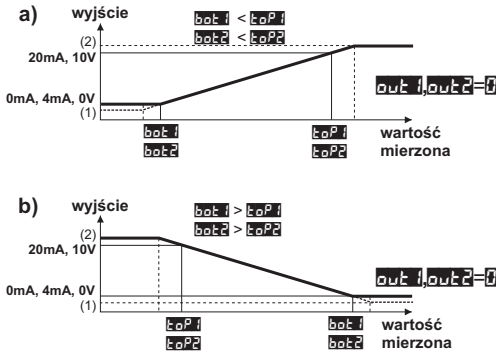 a) wyjście
(2)
20mA, 10V
0mA, 4mA, 0V
(1)
bot1 < toP1
bot2 < toP2
out1,out2=0
bot1
bot2
toP1
toP2
wartość
mierzona
b) wyjście
(2)
20mA, 10V
0mA, 4mA, 0V
(1)
bot1 > toP1
bot2 > toP2
out1,out2=0
toP1
toP2
bot1
bot2
wartość
mierzona